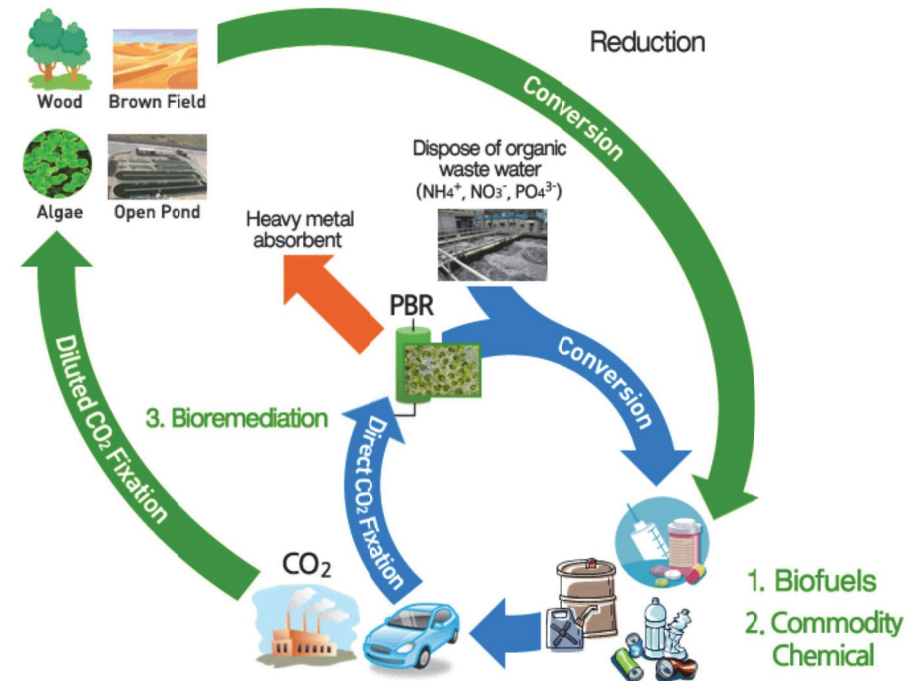 Reduction
Conversion
Wood
Brown Field
Dispose of organic
waste water
(NH₄⁺, NO₃⁻, PO₄³⁻)
Algae
Open Pond
Heavy metal
absorbent
PBR
Conversion
Diluted CO₂ Fixation
3. Bioremediation
Direct CO₂ Fixation
CO₂
1. Biofuels
2. Commodity
Chemical